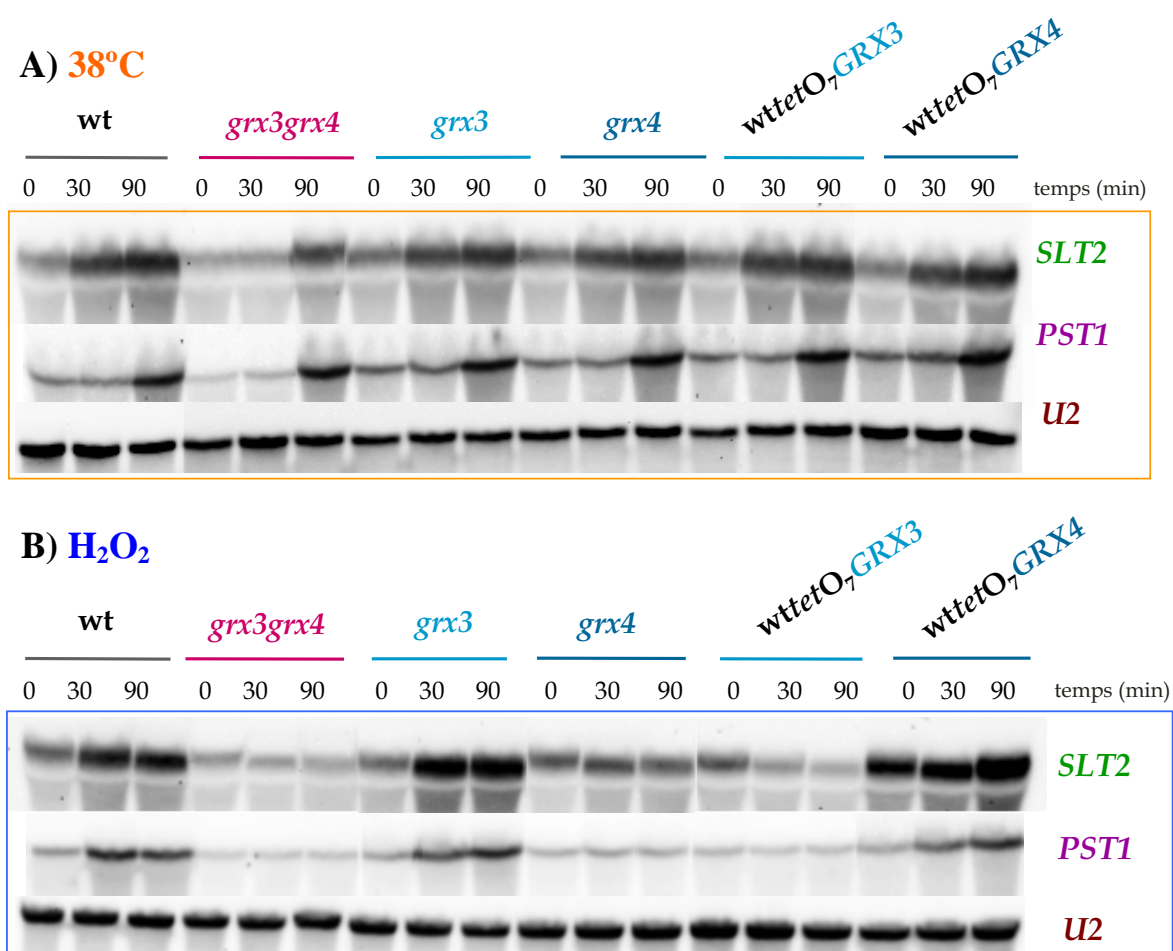 A) 38ºC
wt grx3grx4 grx3 grx4 wttetO7GRX3 wttetO7GRX4
0 30 90 0 30 90 0 30 90 0 30 90 0 30 90 0 30 90 temps (min)
SLT2
PST1
U2
B) H2O2
wt grx3grx4 grx3 grx4 wttetO7GRX3 wttetO7GRX4
0 30 90 0 30 90 0 30 90 0 30 90 0 30 90 0 30 90 temps (min)
SLT2
PST1
U2